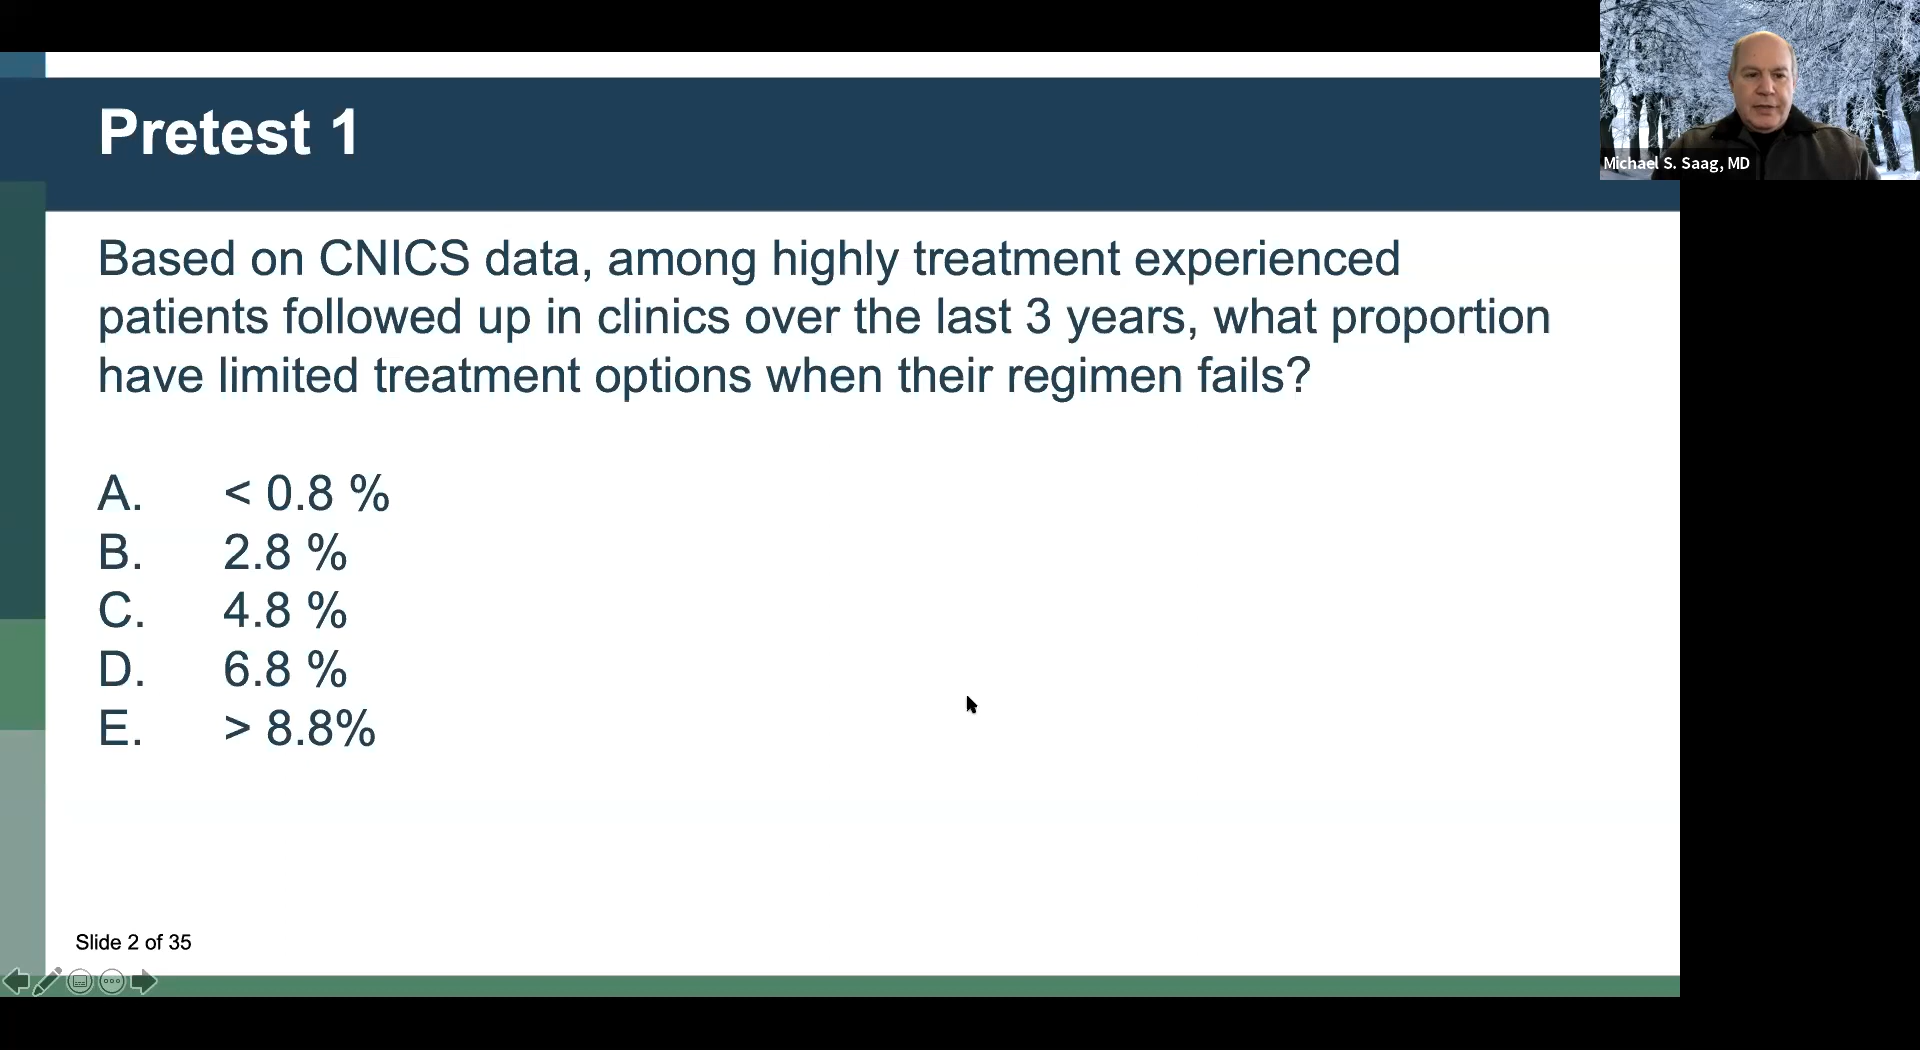 Pretest 1
Michael S. Saag, MD
Based on CNICS data, among highly treatment experienced
patients followed up in clinics over the last 3 years, what proportion
have limited treatment options when their regimen fails?
A. < 0.8 %
B. 2.8 %
C. 4.8 %
D. 6.8 %
E. > 8.8%
Slide 2 of 35